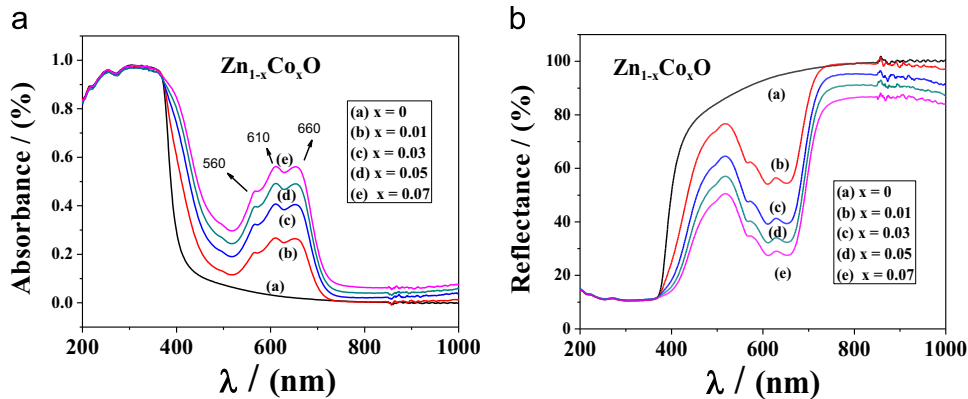 a
Zn1-xCoxO
Absorbance / (%)
1.0
0.8
0.6
0.4
0.2
0.0
(a) x = 0
(b) x = 0.01
(c) x = 0.03
(d) x = 0.05
(e) x = 0.07
560
610
660
(e)
(d)
(c)
(b)
(a)
200
400
600
800
1000
λ / (nm)
b
Zn1-xCoxO
Reflectance / (%)
100
80
60
40
20
0
(a)
(b)
(c)
(d)
(e)
(a) x = 0
(b) x = 0.01
(c) x = 0.03
(d) x = 0.05
(e) x = 0.07
200
400
600
800
1000
λ / (nm)